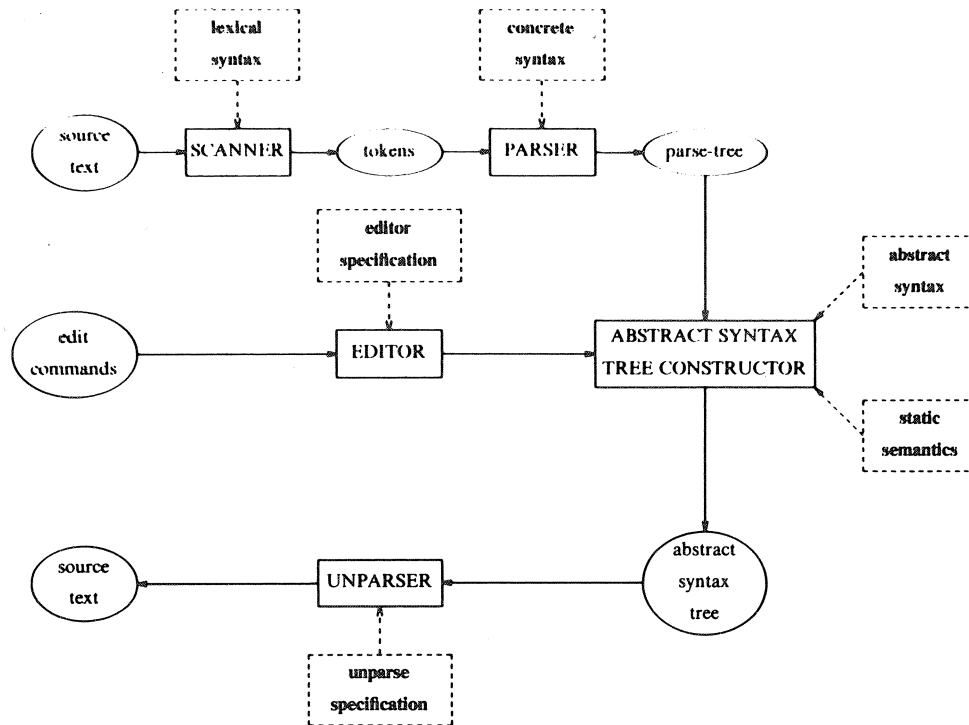 lexical
syntax
concrete
syntax
source
text
SCANNER
tokens
PARSER
parse-tree
editor
specification
abstract
syntax
edit
commands
EDITOR
ABSTRACT SYNTAX
TREE CONSTRUCTOR
static
semantics
source
text
UNPARSER
abstract
syntax
tree
unparse
specification